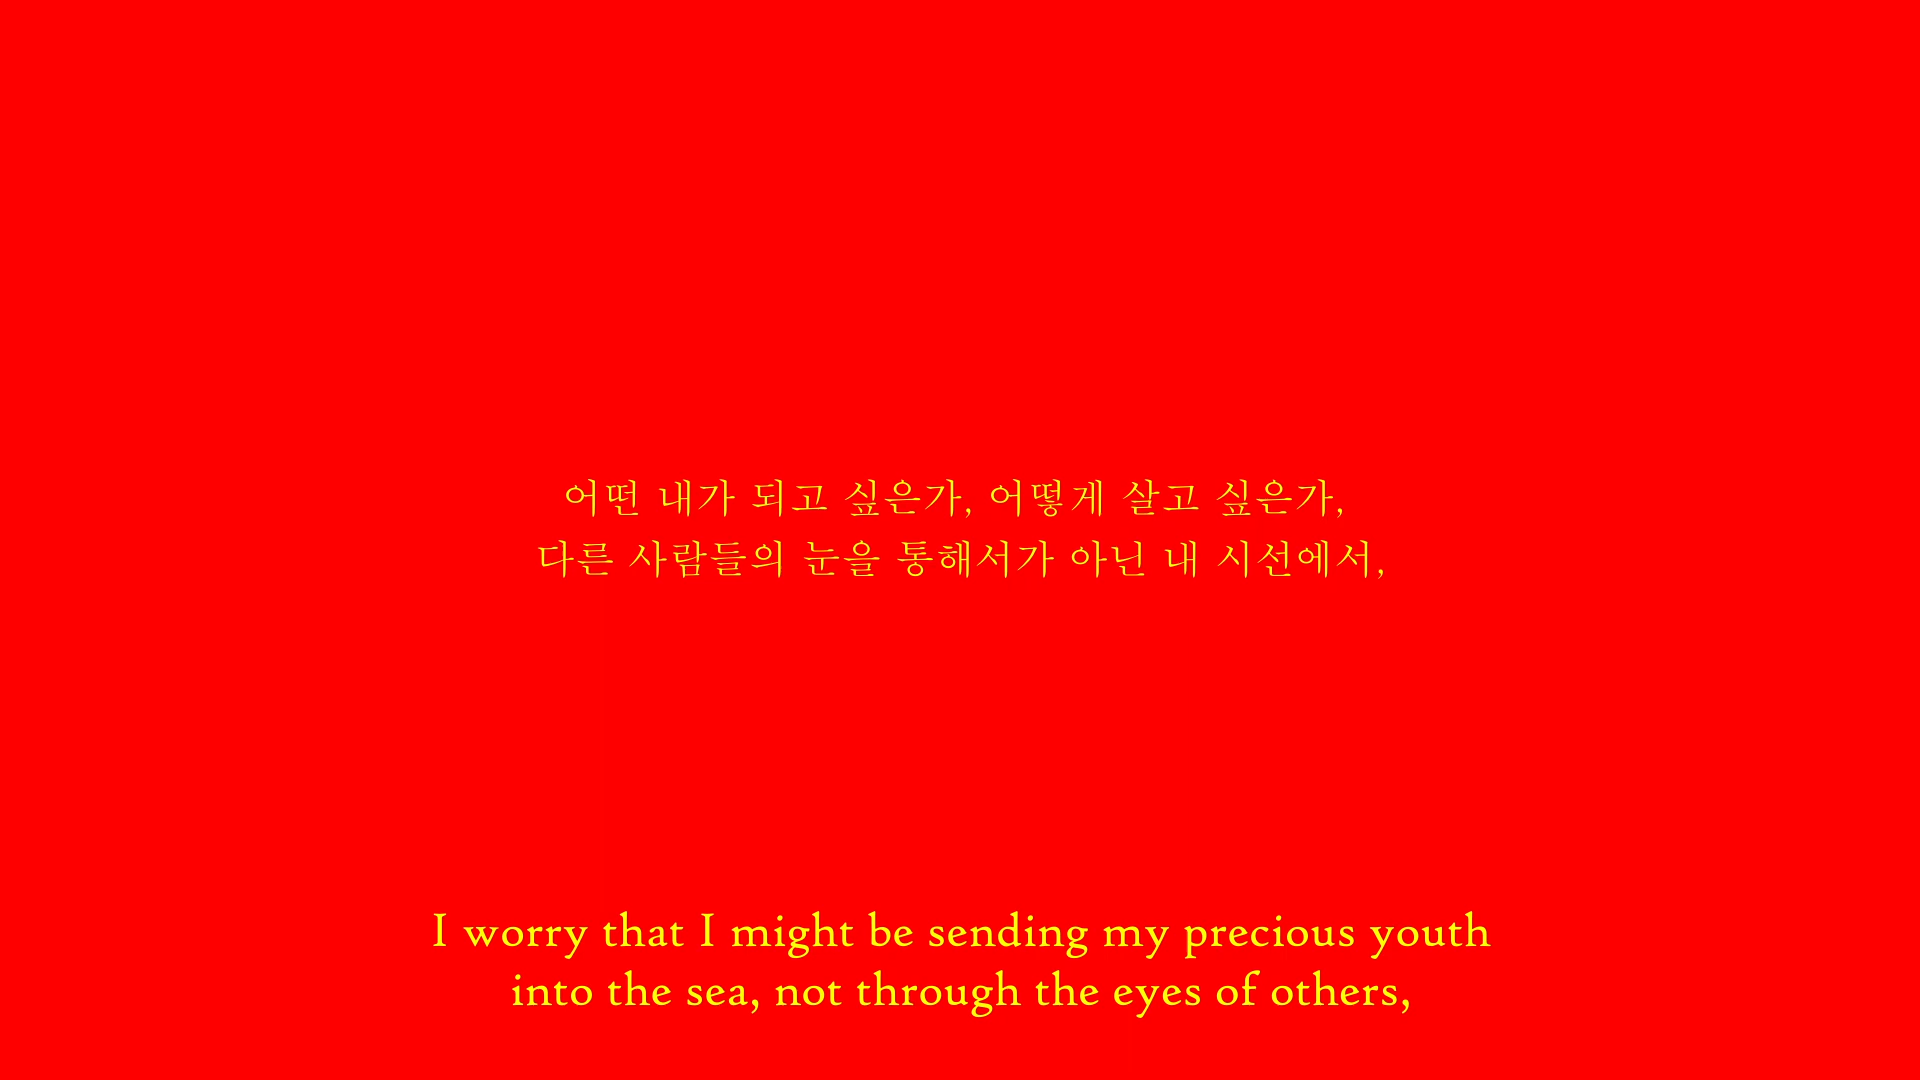 어떤 내가 되고 싶은가, 어떻게 살고 싶은가,
다른 사람들의 눈을 통해서가 아닌 내 시선에서,
I worry that I might be sending my precious youth
into the sea, not through the eyes of others,